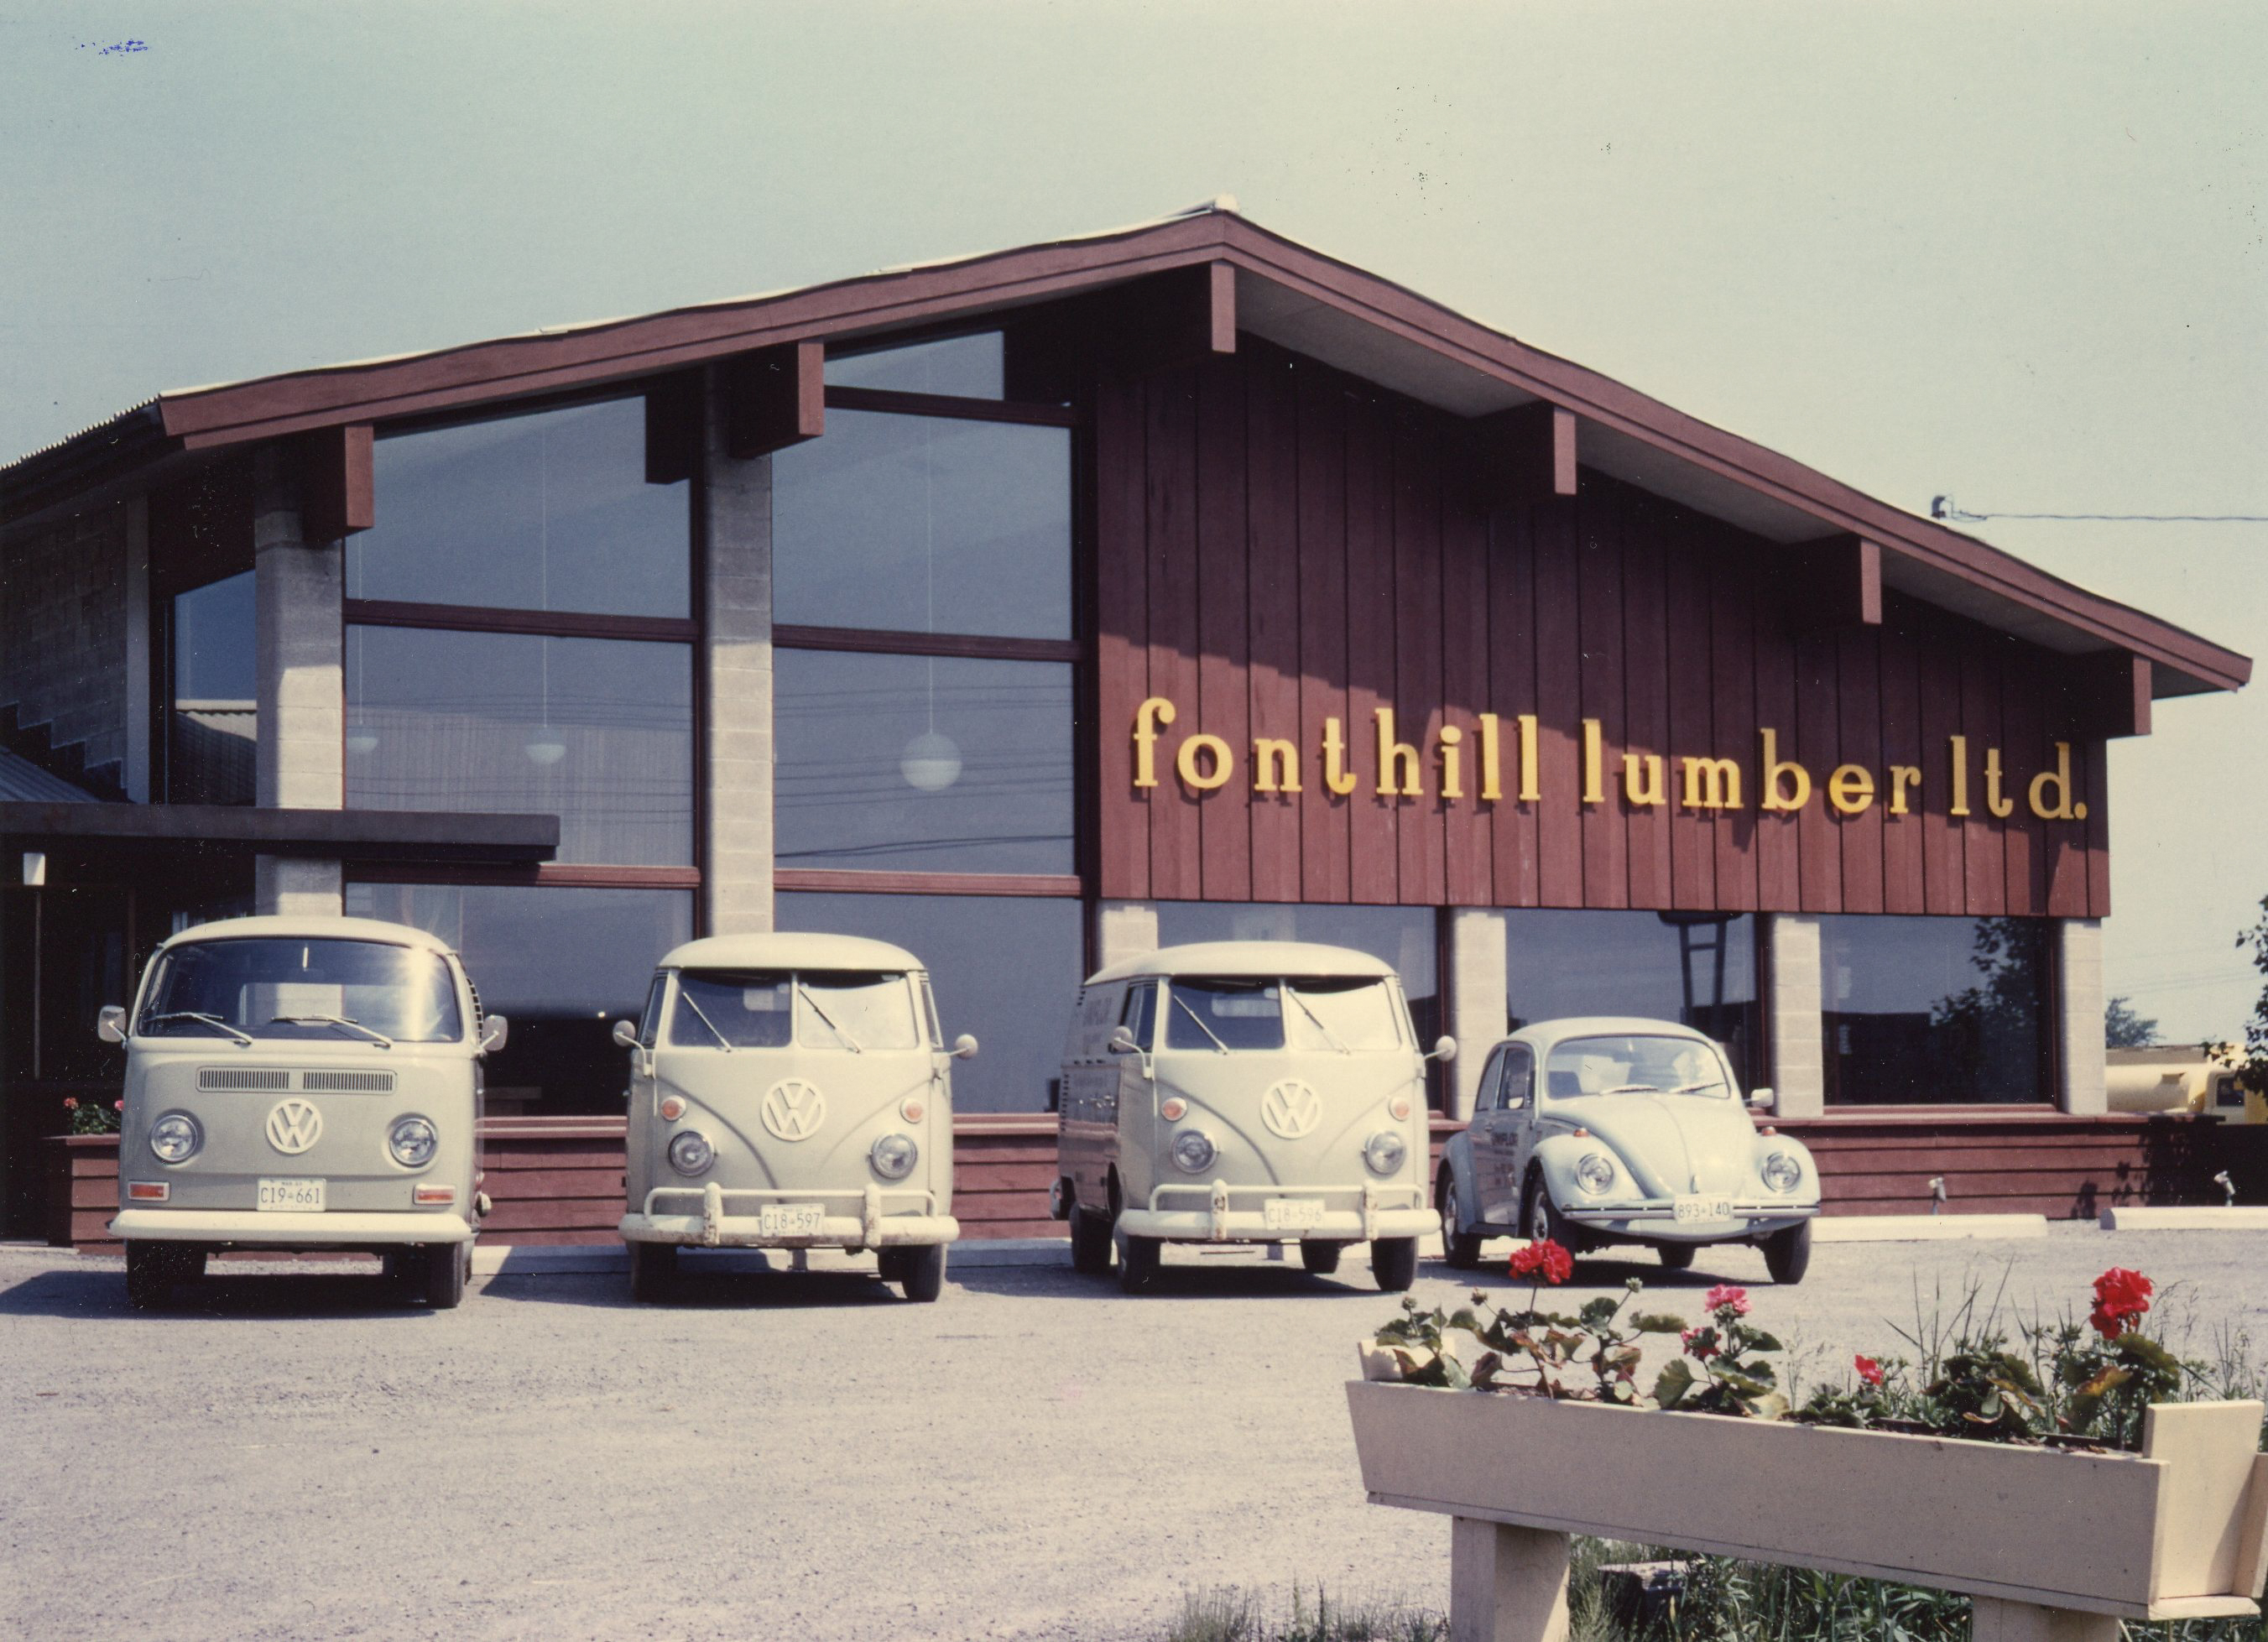 fonthill lumber ltd.
C19-661
C18-597
C18-596
893-140